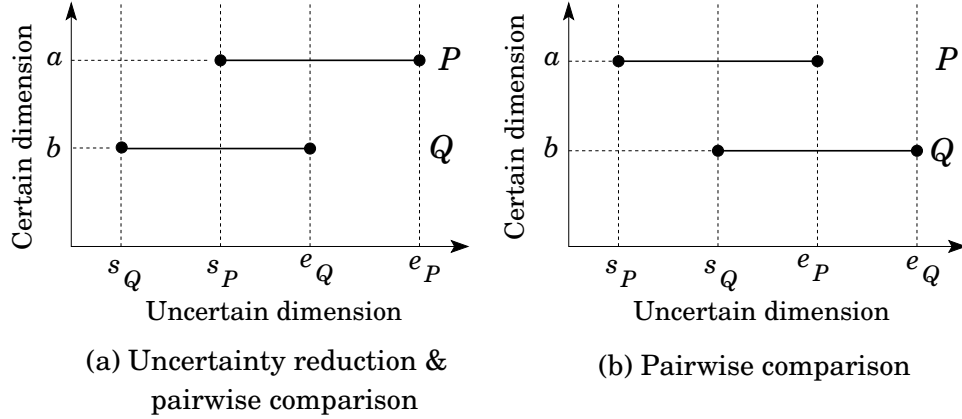 Certain dimension
a
P
b
Q
s_Q s_P e_Q e_P
Uncertain dimension
(a) Uncertainty reduction &
pairwise comparison
Certain dimension
a
P
b
Q
s_P s_Q e_P e_Q
Uncertain dimension
(b) Pairwise comparison